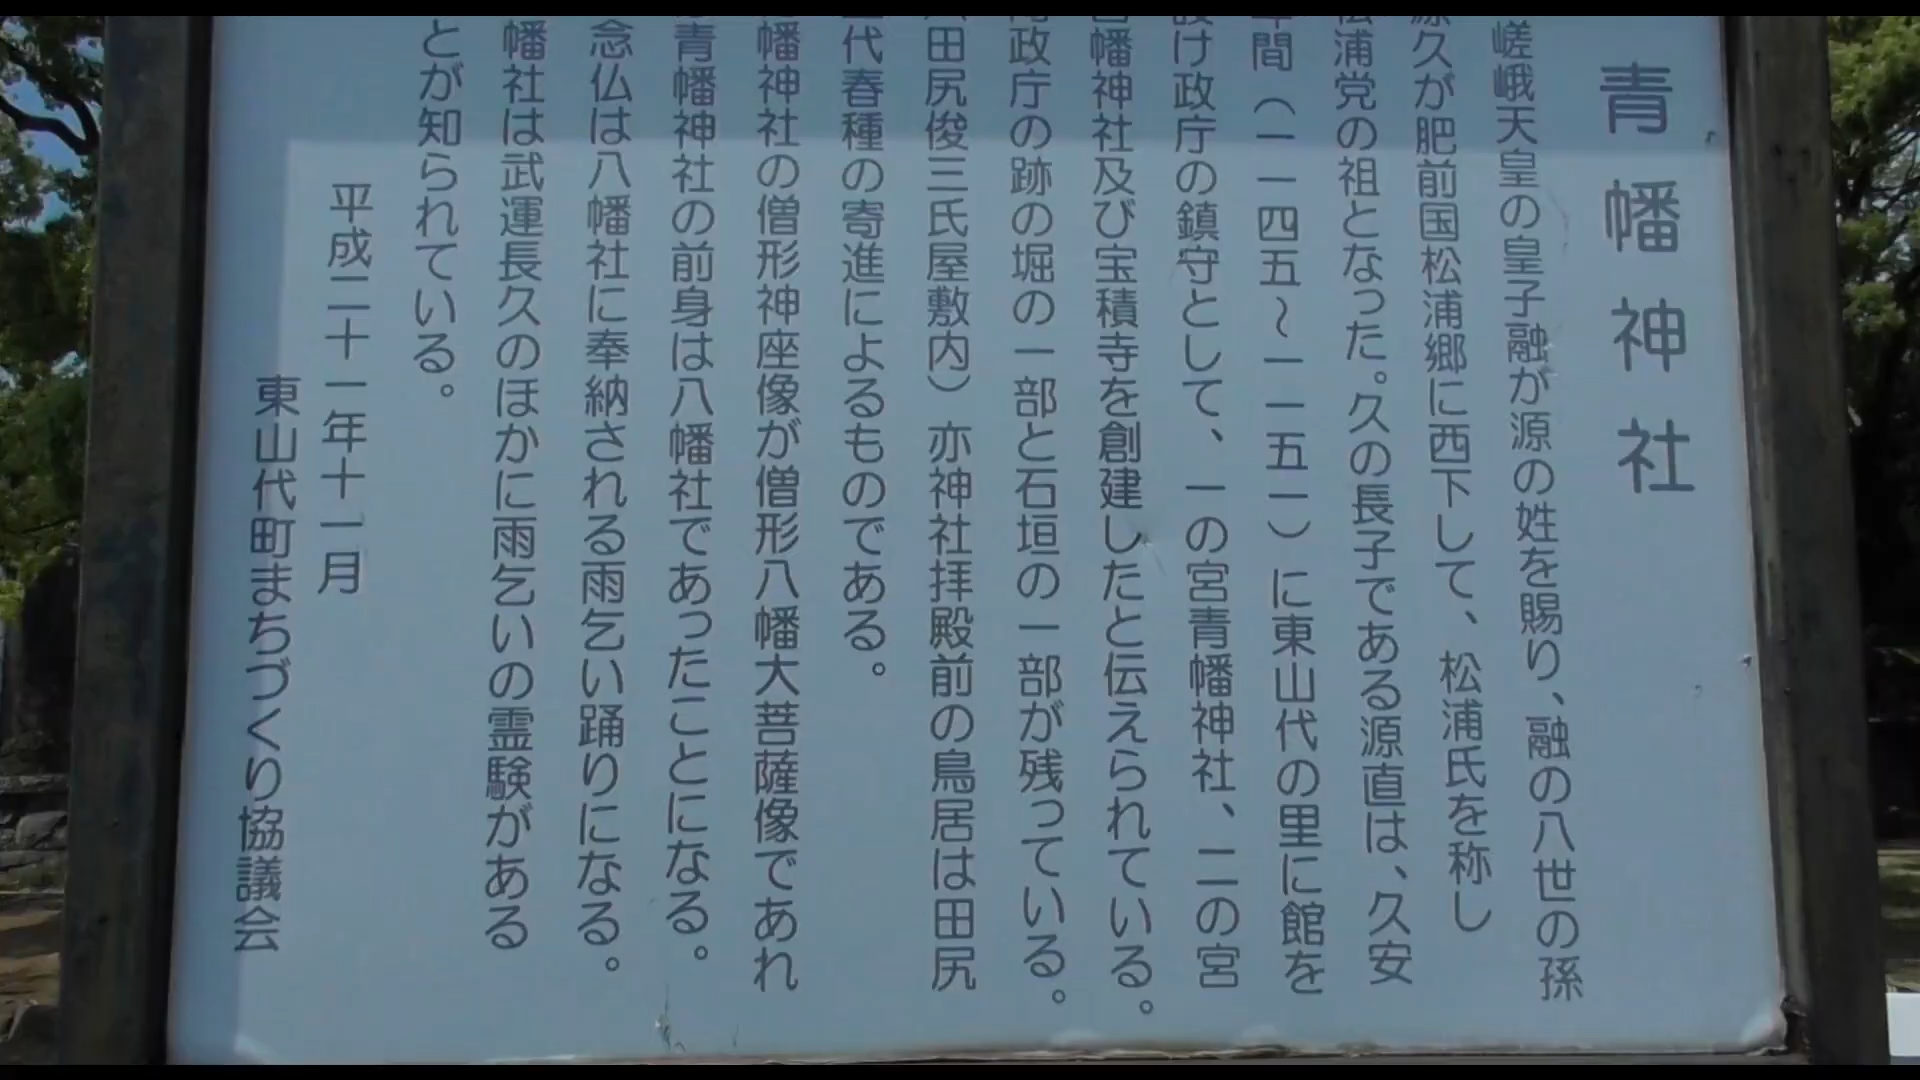 青幡神社
嵯峨天皇の皇子融が源の姓を賜り、融の八世の孫
源久が肥前国松浦郷に西下して、松浦氏を称し
松浦党の祖となった。久の長子である源直は、久安
年間（一一四五～一一五一）に東山代の里に館を
設け政庁の鎮守として、一の宮青幡神社、二の宮
幡神社及び宝積寺を創建したと伝えられている。
政庁の跡の堀の一部と石垣の一部が残っている。
田尻俊三氏屋敷内）亦神社拝殿前の鳥居は田尻
代春種の寄進によるものである。
幡神社の僧形神座像が僧形八幡大菩薩像であれ
青幡神社の前身は八幡社であったことになる。
念仏は八幡社に奉納される雨乞い踊りになる。
幡社は武運長久のほかに雨乞いの霊験がある
とが知られている。
平成二十一年十一月
東山代町まちづくり協議会